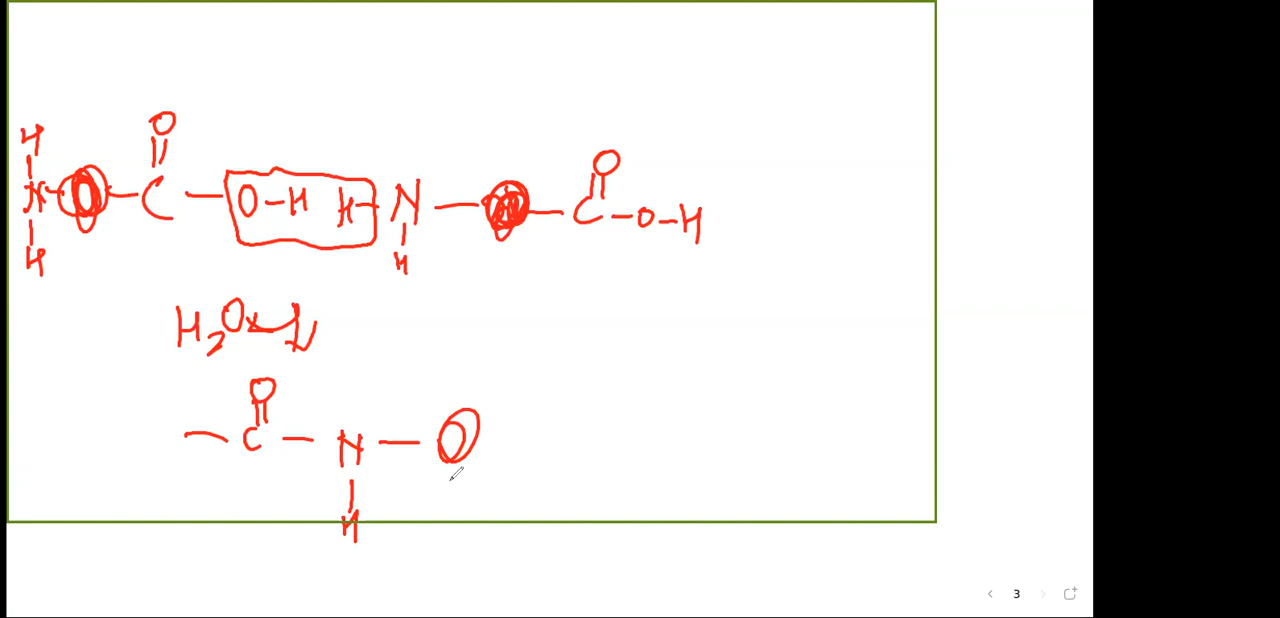 O O
H
N C O-H H-N C-O-H
H H
H₂O
O
C N
H
3